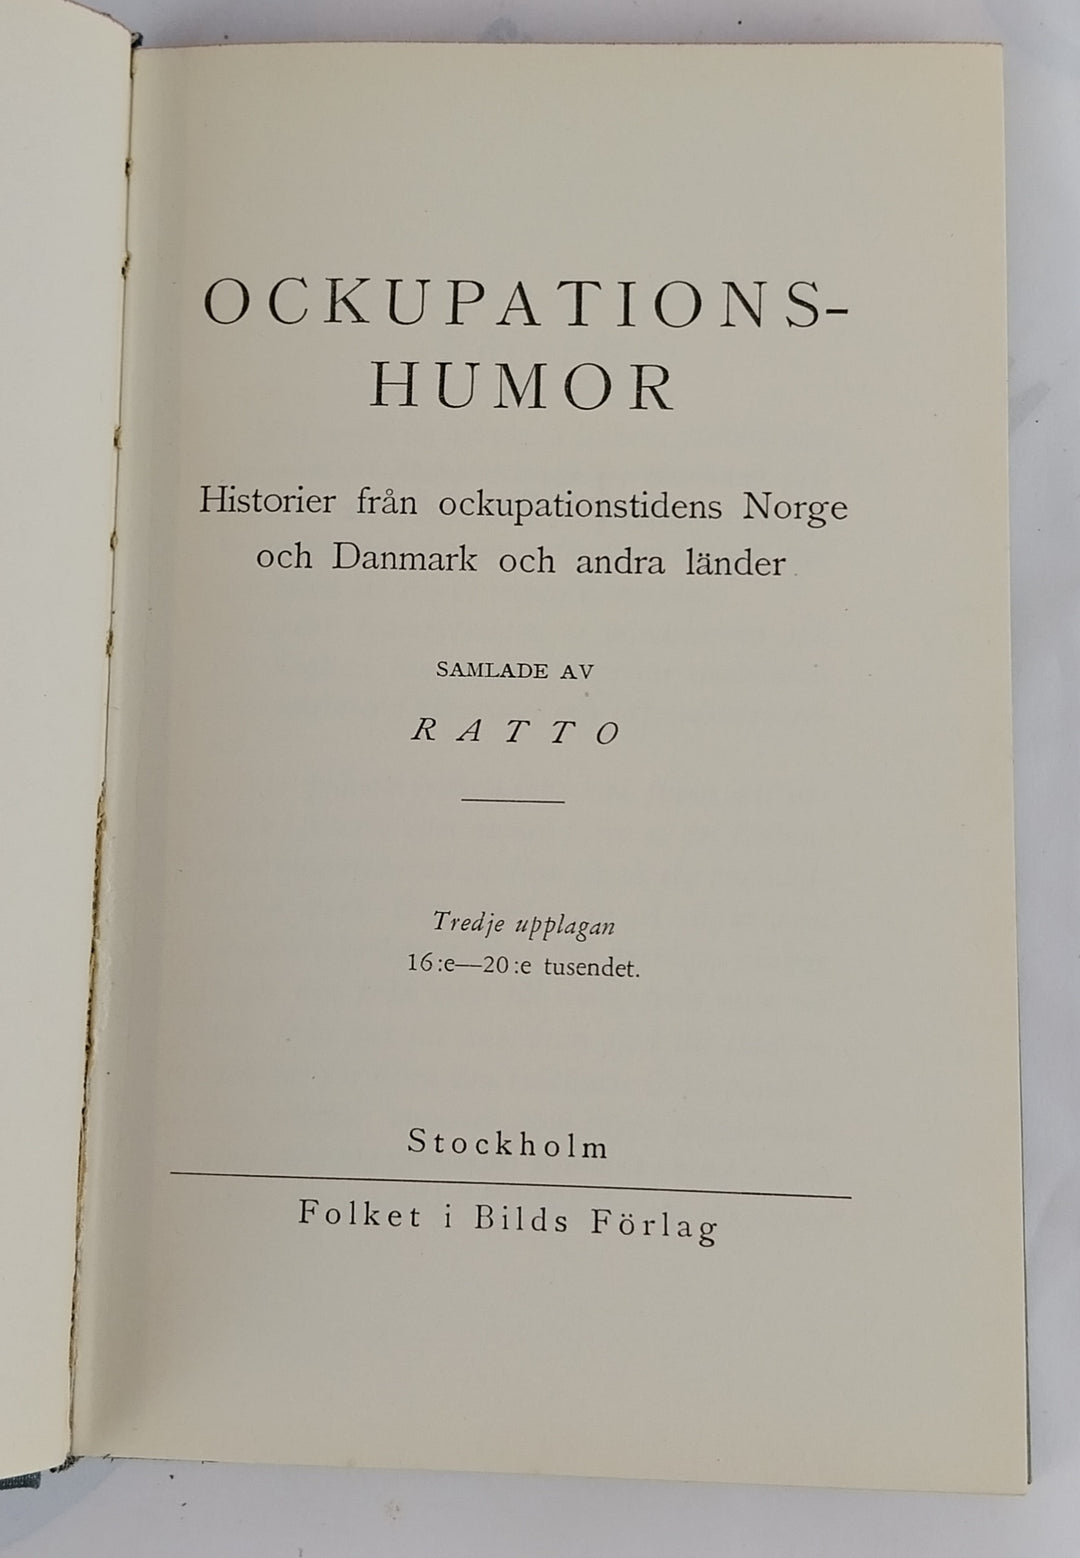 OCKUPATIONS-
HUMOR
Historier från ockupationstidens Norge
och Danmark och andra länder
SAMLADE AV
RATTO
Tredje upplagan
16:e—20:e tusendet.
Stockholm
Folket i Bilds Förlag